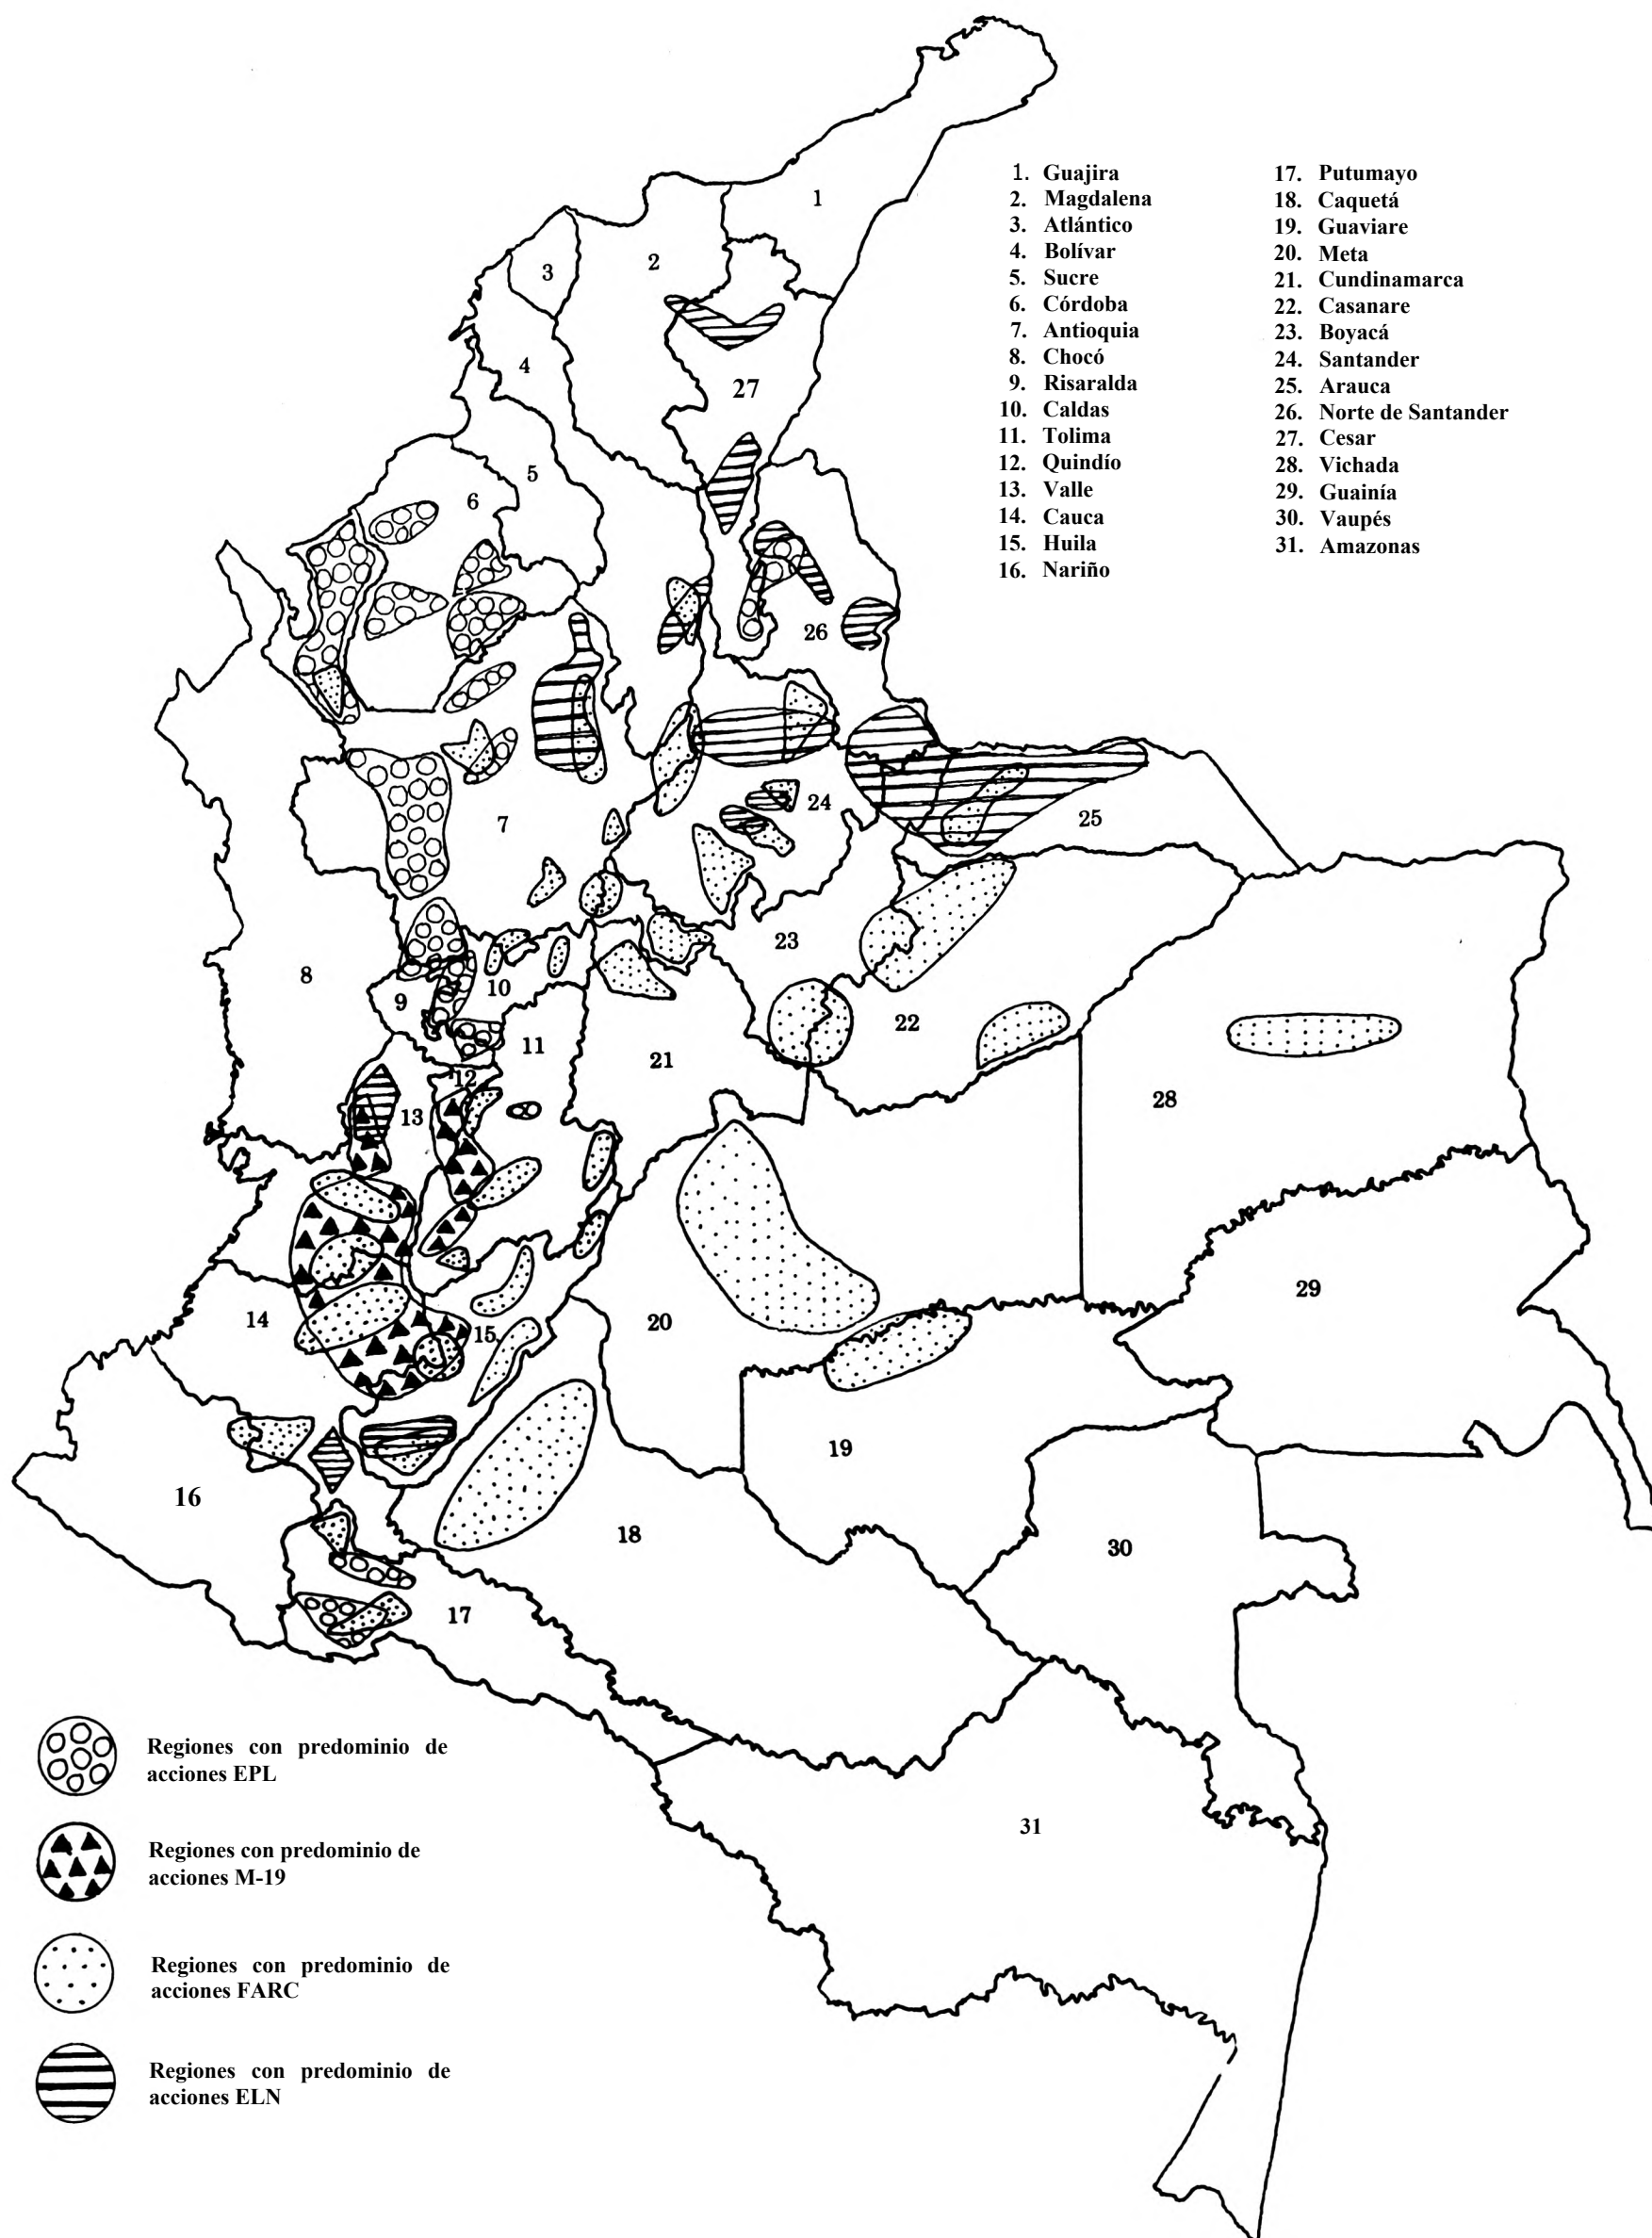 1. Guajira
2. Magdalena
3. Atlántico
4. Bolívar
5. Sucre
6. Córdoba
7. Antioquia
8. Chocó
9. Risaralda
10. Caldas
11. Tolima
12. Quindío
13. Valle
14. Cauca
15. Huila
16. Nariño
17. Putumayo
18. Caquetá
19. Guaviare
20. Meta
21. Cundinamarca
22. Casanare
23. Boyacá
24. Santander
25. Arauca
26. Norte de Santander
27. Cesar
28. Vichada
29. Guainía
30. Vaupés
31. Amazonas
1
2
3
4
27
5
6
26
24
25
7
23
8
10
9
22
11
21
12
28
13
29
14
20
15
19
16
18
30
17
31
Regiones con predominio de
acciones EPL
Regiones con predominio de
acciones M-19
Regiones con predominio de
acciones FARC
Regiones con predominio de
acciones ELN